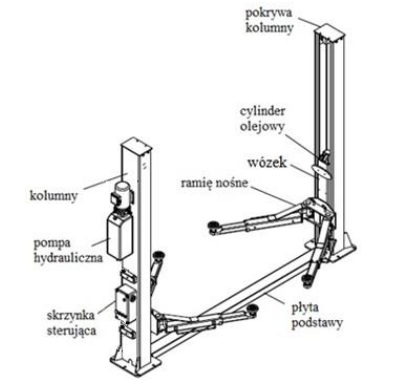 pokrywa
kolumny
cylinder
olejowy
wózek
ramię nośne
kolumny
pompa
hydrauliczna
skrzynka
sterująca
płyta
podstawy